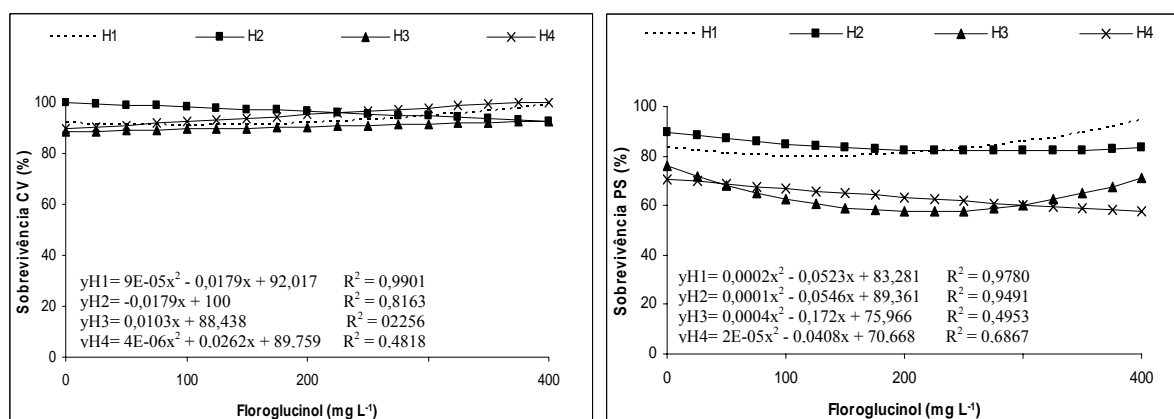 H1 H2 H3 H4
Sobrevivência CV (%)
100
80
60
40
20
0
yH1= 9E-05x² - 0,0179x + 92,017 R² = 0,9901
yH2= -0,0179x + 100 R² = 0,8163
yH3= 0,0103x + 88,438 R² = 02256
yH4= 4E-06x² + 0,0262x + 89,759 R² = 0,4818
0 100 200 300 400
Floroglucinol (mg L⁻¹)
H1 H2 H3 H4
Sobrevivência PS (%)
100
80
60
40
20
0
yH1= 0,0002x² - 0,0523x + 83,281 R² = 0,9780
yH2= 0,0001x² - 0,0546x + 89,361 R² = 0,9491
yH3= 0,0004x² - 0,172x + 75,966 R² = 0,4953
yH4= 2E-05x² - 0,0408x + 70,668 R² = 0,6867
0 100 200 300 400
Floroglucinol (mg L⁻¹)